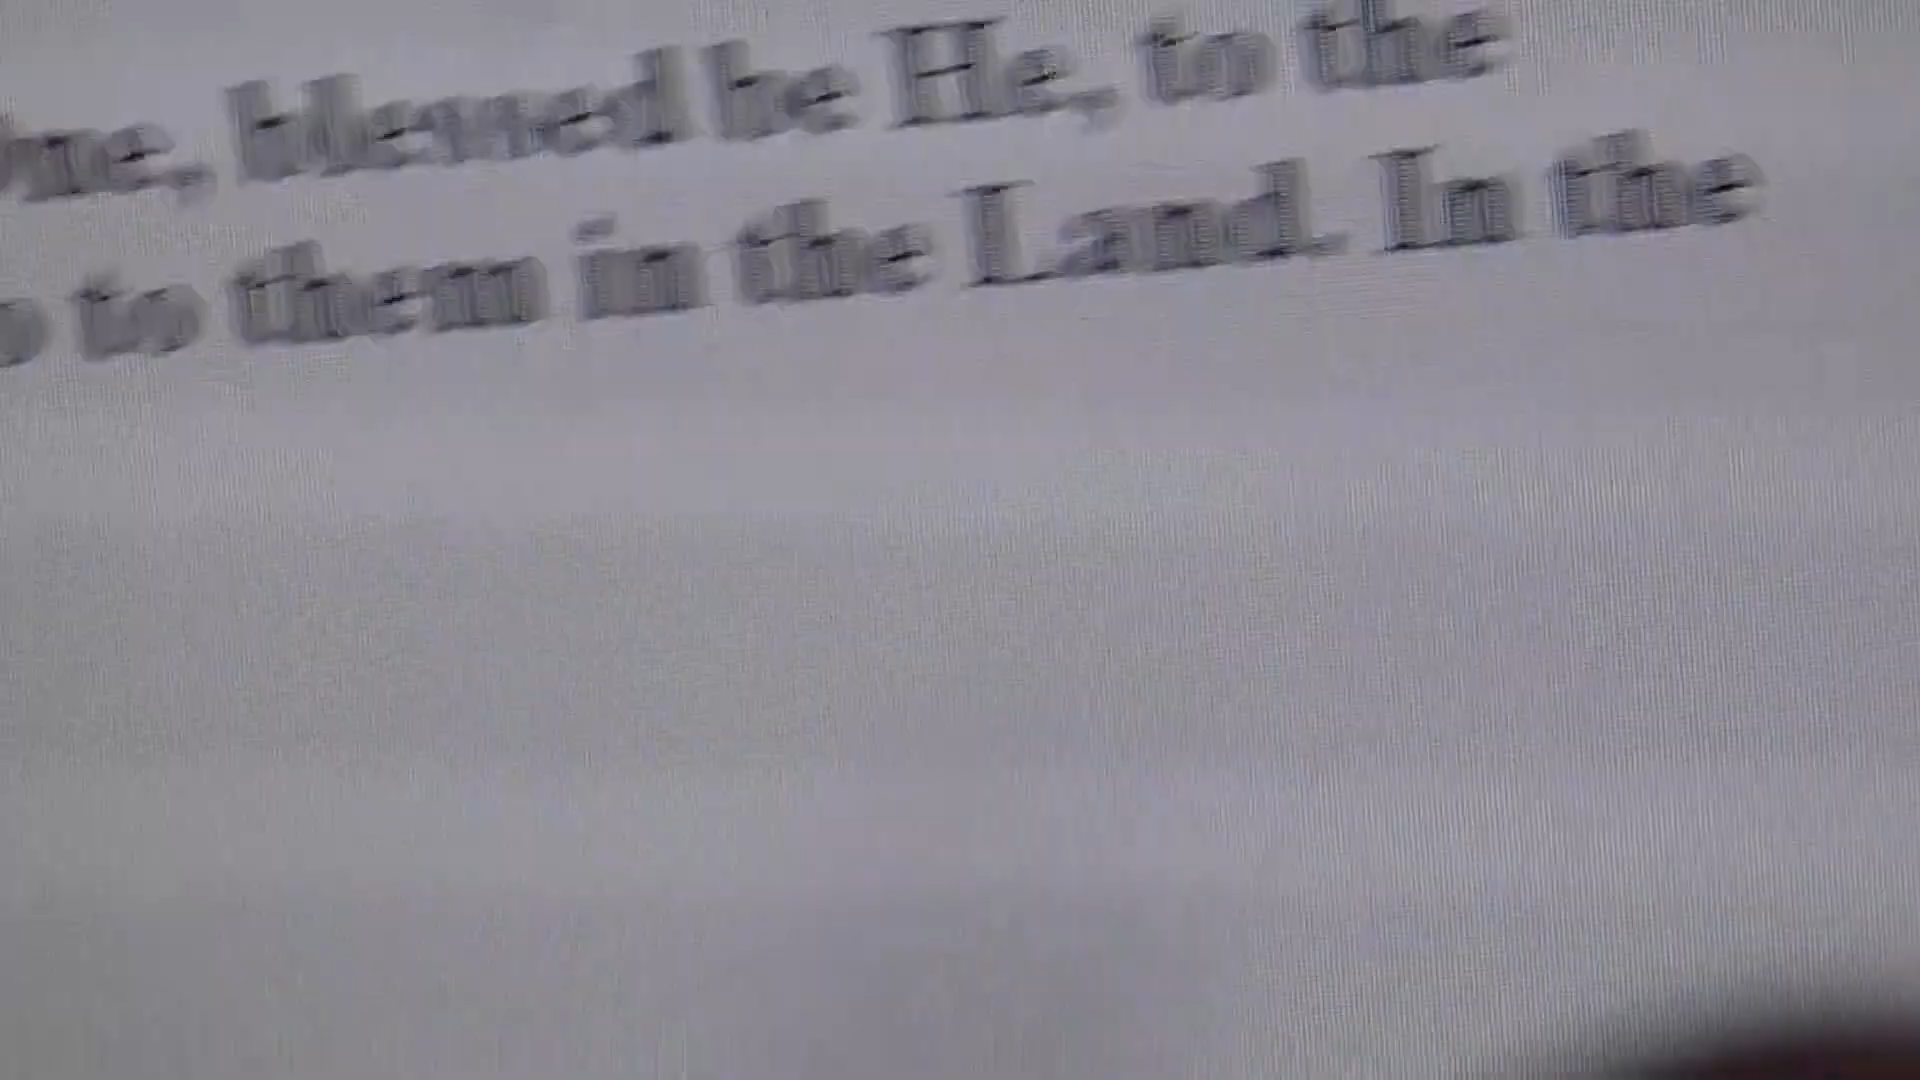 blessed be He, to the
to them in the Land. In the